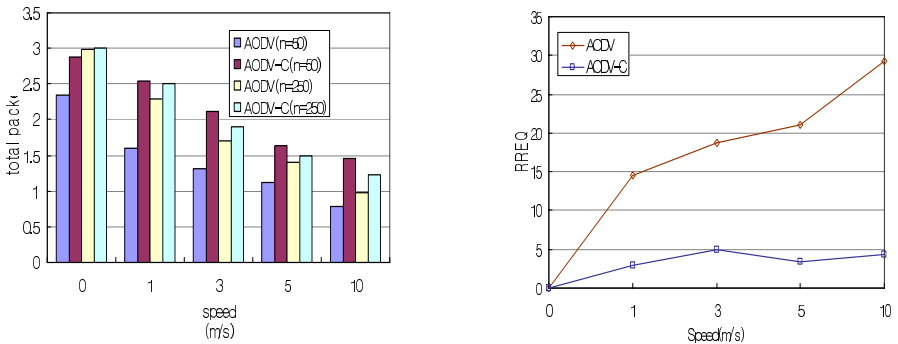 3.5
3
2.5
2
1.5
1
0.5
0
total pack
AODV(n=50)
AODV-C(n=50)
AODV(n=250)
AODV-C(n=250)
0 1 3 5 10
speed
(m/s)
35
30
25
20
15
10
5
0
RREQ
AODV
AODV-C
0 1 3 5 10
Speed(m/s)